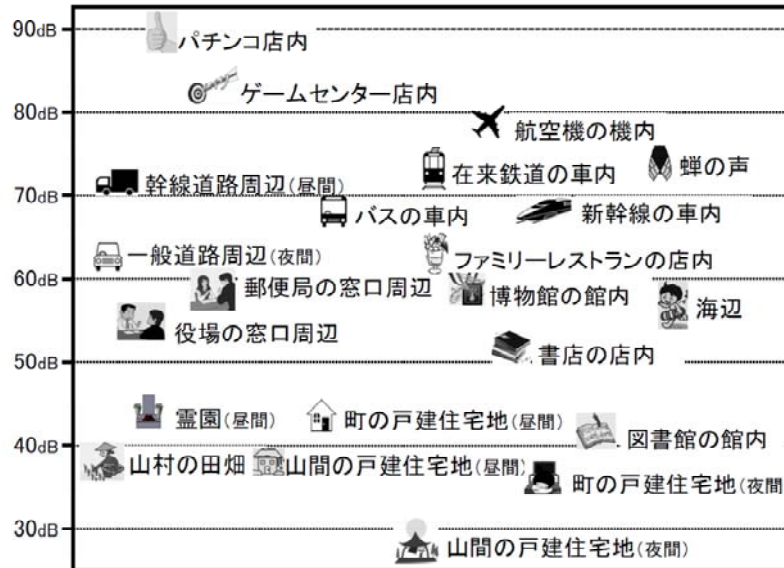 90dB
パチンコ店内
ゲームセンター店内
80dB
航空機の機内
在来鉄道の車内
蝉の声
幹線道路周辺(昼間)
70dB
バスの車内
新幹線の車内
一般道路周辺(夜間)
ファミリーレストランの店内
60dB
郵便局の窓口周辺
博物館の館内
海辺
役場の窓口周辺
書店の店内
50dB
霊園(昼間)
町の戸建住宅地(昼間)
図書館の館内
40dB
山村の田畑
山間の戸建住宅地(昼間)
町の戸建住宅地(夜間
30dB
山間の戸建住宅地(夜間)